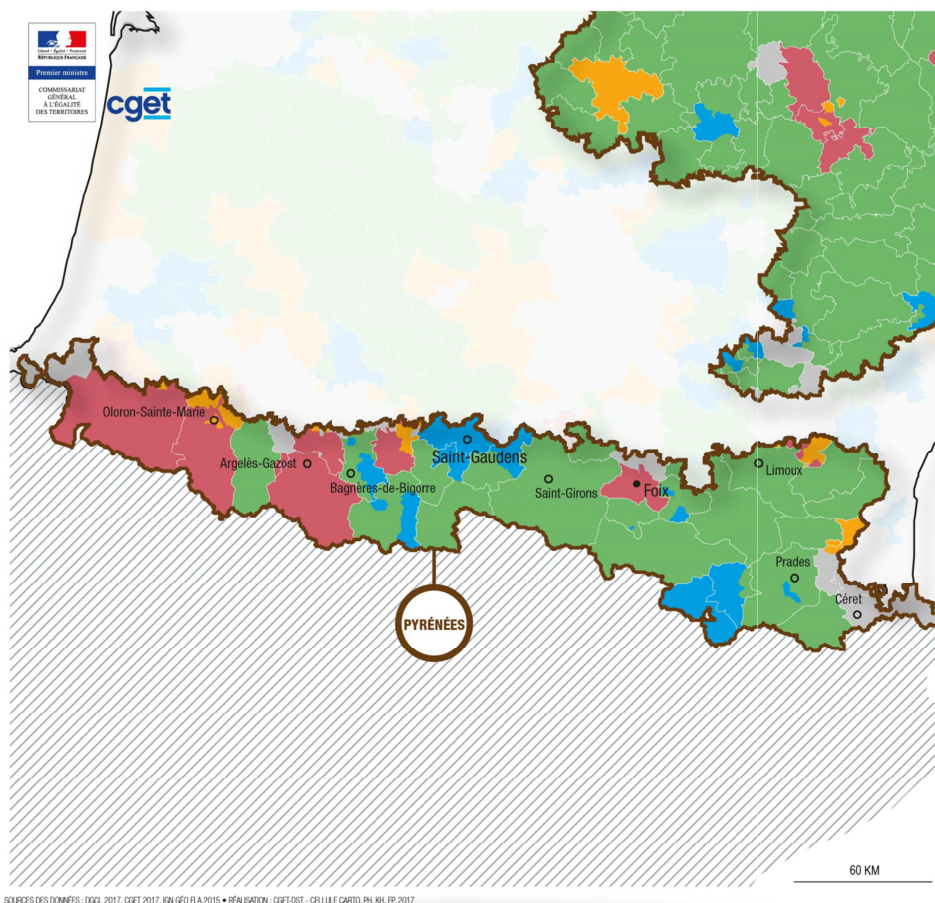 Liberté • Égalité • Fraternité
RÉPUBLIQUE FRANÇAISE
Premier ministre
COMMISSARIAT
GÉNÉRAL
À L'ÉGALITÉ
DES TERRITOIRES
cget
Oloron-Sainte-Marie
Argelès-Gazost
Bagnères-de-Bigorre
Saint-Gaudens
Saint-Girons
Foix
Limoux
Prades
Céret
PYRÉNÉES
60 KM
SOURCES DES DONNÉES : DGCL 2017, CGET 2017, IGN GÉO FLA 2015 • RÉALISATION : CGET-DST - CELLULE CARTO, PH. KH, FP, 2017